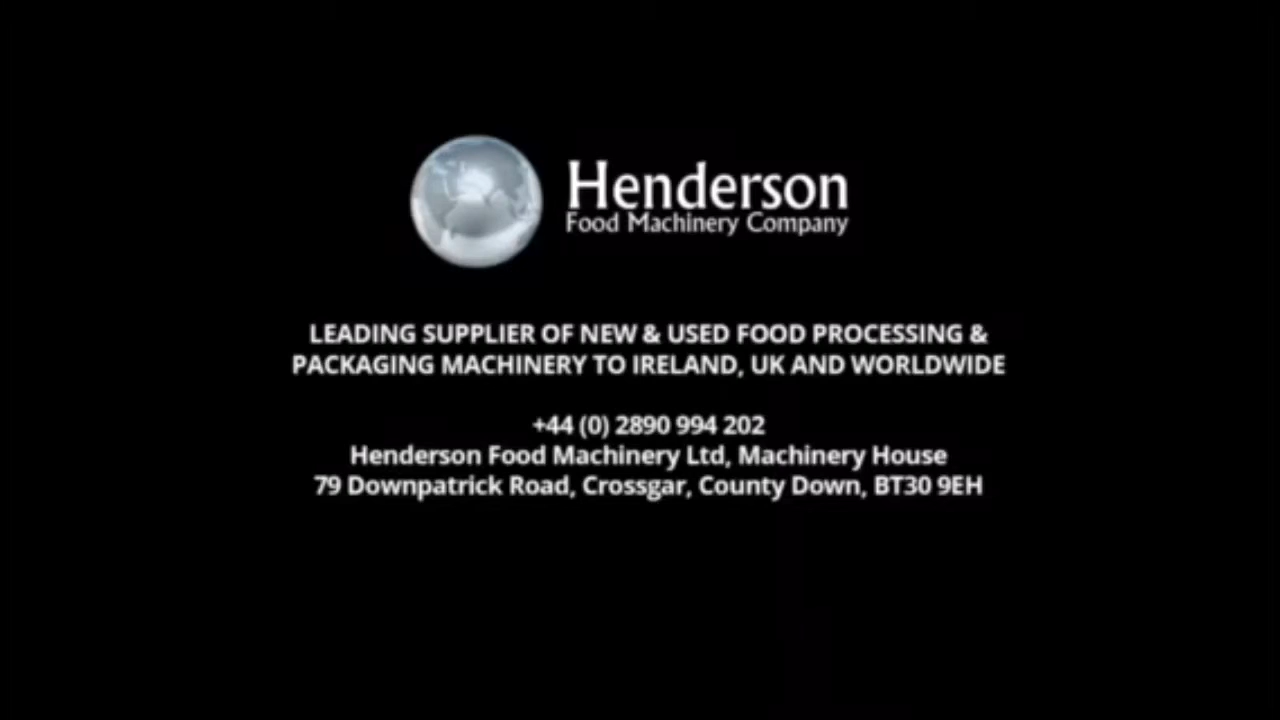 Henderson
Food Machinery Company
LEADING SUPPLIER OF NEW & USED FOOD PROCESSING &
PACKAGING MACHINERY TO IRELAND, UK AND WORLDWIDE
+44 (0) 2890 994 202
Henderson Food Machinery Ltd, Machinery House
79 Downpatrick Road, Crossgar, County Down, BT30 9EH